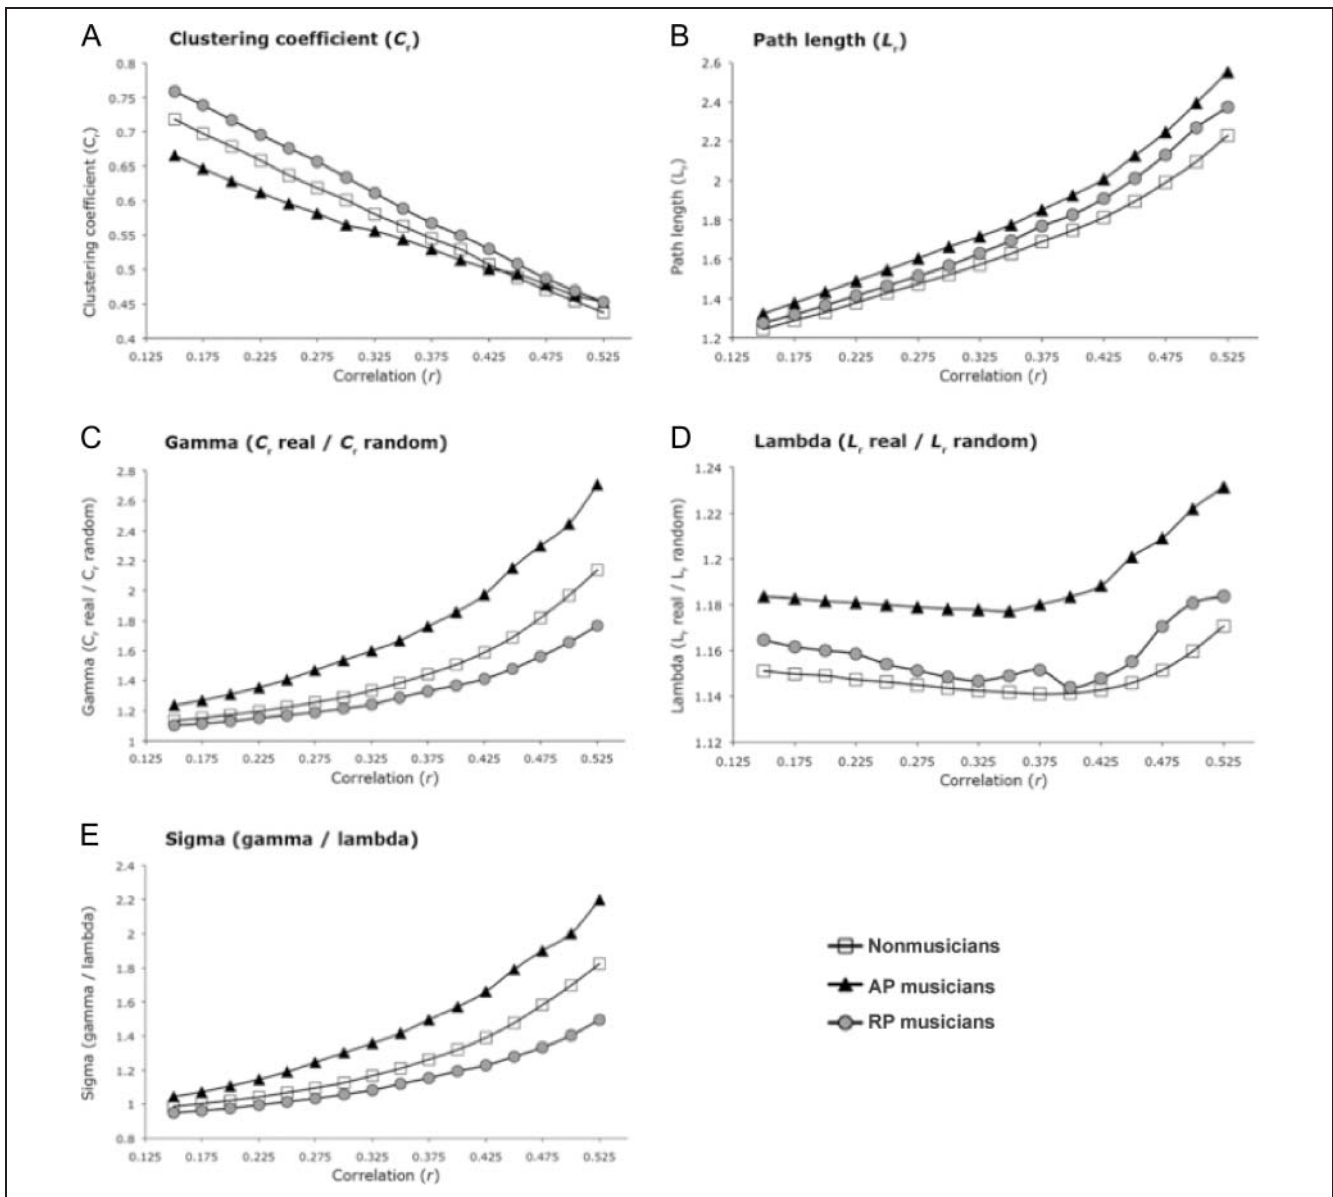 A Clustering coefficient (Cr)
Clustering coefficient (Cr)
0.8
0.75
0.7
0.65
0.6
0.55
0.5
0.45
0.4
0.125 0.175 0.225 0.275 0.325 0.375 0.425 0.475 0.525
Correlation (r)
B Path length (Lr)
Path length (Lr)
2.6
2.4
2.2
2
1.8
1.6
1.4
1.2
0.125 0.175 0.225 0.275 0.325 0.375 0.425 0.475 0.525
Correlation (r)
C Gamma (Cr real / Cr random)
Gamma (Cr real / Cr random)
2.8
2.6
2.4
2.2
2
1.8
1.6
1.4
1.2
1
0.125 0.175 0.225 0.275 0.325 0.375 0.425 0.475 0.525
Correlation (r)
D Lambda (Lr real / Lr random)
Lambda (Lr real / Lr random)
1.24
1.22
1.2
1.18
1.16
1.14
1.12
0.125 0.175 0.225 0.275 0.325 0.375 0.425 0.475 0.525
Correlation (r)
E Sigma (gamma / lambda)
Sigma (gamma / lambda)
2.4
2.2
2
1.8
1.6
1.4
1.2
1
0.8
0.125 0.175 0.225 0.275 0.325 0.375 0.425 0.475 0.525
Correlation (r)
Nonmusicians
AP musicians
RP musicians